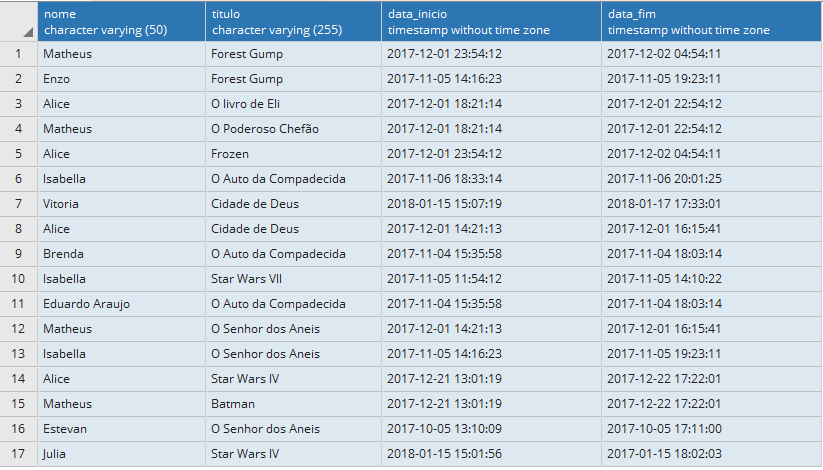 nome titulo data_inicio data_fim
character varying (50) character varying (255) timestamp without time zone timestamp without time zone
1 Matheus Forest Gump 2017-12-01 23:54:12 2017-12-02 04:54:11
2 Enzo Forest Gump 2017-11-05 14:16:23 2017-11-05 19:23:11
3 Alice O livro de Eli 2017-12-01 18:21:14 2017-12-01 22:54:12
4 Matheus O Poderoso Chefão 2017-12-01 18:21:14 2017-12-01 22:54:12
5 Alice Frozen 2017-12-01 23:54:12 2017-12-02 04:54:11
6 Isabella O Auto da Compadecida 2017-11-06 18:33:14 2017-11-06 20:01:25
7 Vitoria Cidade de Deus 2018-01-15 15:07:19 2018-01-17 17:33:01
8 Alice Cidade de Deus 2017-12-01 14:21:13 2017-12-01 16:15:41
9 Brenda O Auto da Compadecida 2017-11-04 15:35:58 2017-11-04 18:03:14
10 Isabella Star Wars VII 2017-11-05 11:54:12 2017-11-05 14:10:22
11 Eduardo Araujo O Auto da Compadecida 2017-11-04 15:35:58 2017-11-04 18:03:14
12 Matheus O Senhor dos Aneis 2017-12-01 14:21:13 2017-12-01 16:15:41
13 Isabella O Senhor dos Aneis 2017-11-05 14:16:23 2017-11-05 19:23:11
14 Alice Star Wars IV 2017-12-21 13:01:19 2017-12-22 17:22:01
15 Matheus Batman 2017-12-21 13:01:19 2017-12-22 17:22:01
16 Estevan O Senhor dos Aneis 2017-10-05 13:10:09 2017-10-05 17:11:00
17 Julia Star Wars IV 2018-01-15 15:01:56 2017-01-15 18:02:03